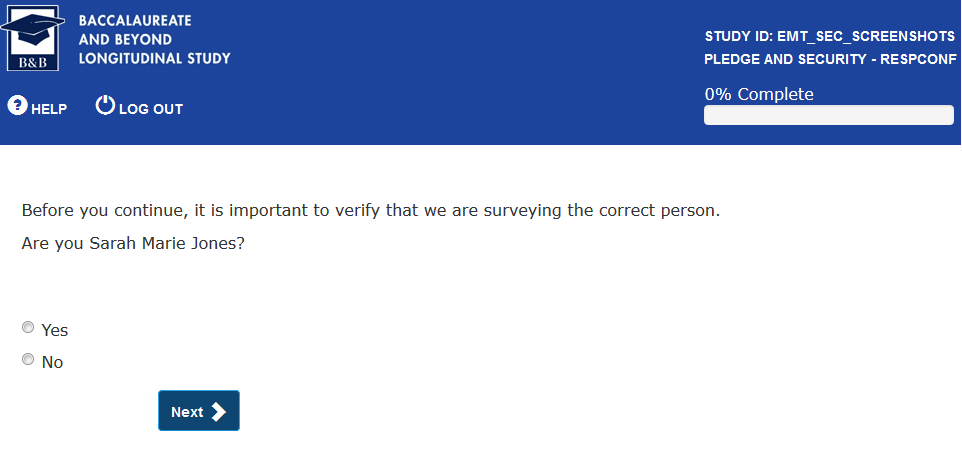 BACCALAUREATE
AND BEYOND
LONGITUDINAL STUDY
B&B
STUDY ID: EMT_SEC_SCREENSHOTS
PLEDGE AND SECURITY - RESPCONF
? HELP
LOG OUT
0% Complete
Before you continue, it is important to verify that we are surveying the correct person.
Are you Sarah Marie Jones?
Yes
No
Next